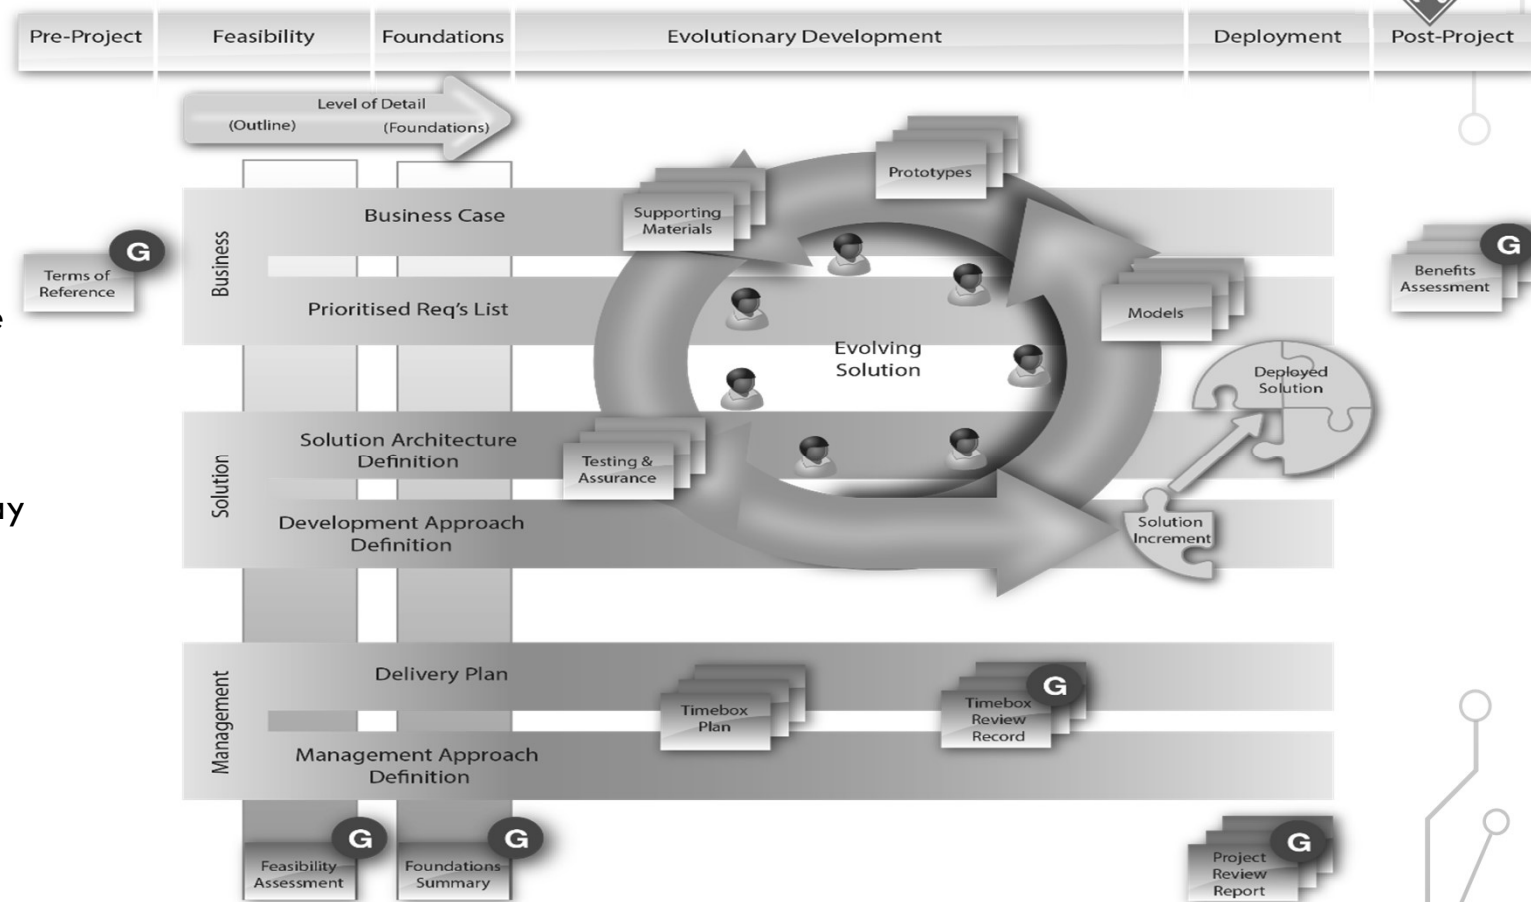 Pre-Project
Feasibility
Foundations
Evolutionary Development
Deployment
Post-Project
Level of Detail
(Outline)
(Foundations)
Business
Business Case
Prioritised Req's List
G
Terms of
Reference
Supporting
Materials
Prototypes
Models
Evolving
Solution
G
Benefits
Assessment
Deployed
Solution
Solution
Solution Architecture
Definition
Development Approach
Definition
Testing &
Assurance
Solution
Increment
ay
Management
Delivery Plan
Management Approach
Definition
Timebox
Plan
G
Timebox
Review
Record
G
Feasibility
Assessment
G
Foundations
Summary
G
Project
Review
Report